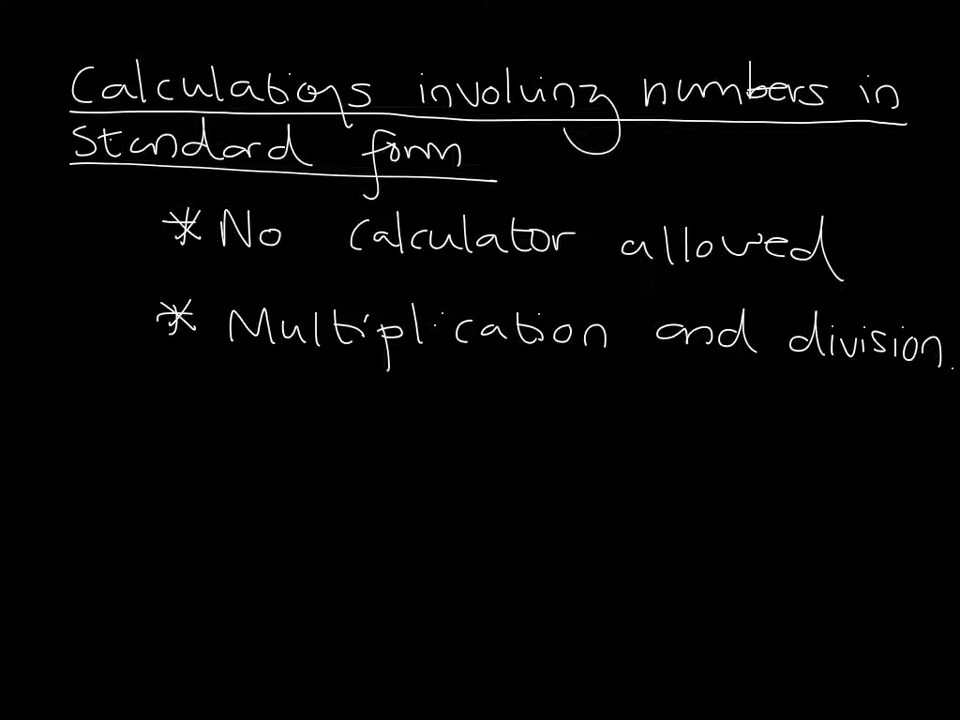 Calculations involving numbers in
Standard form
* No calculator allowed
* Multiplication and division.